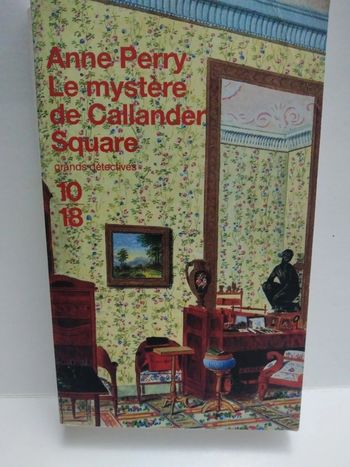 Anne Perry
Le mystère
de Callander
Square
grands détectives
10
18